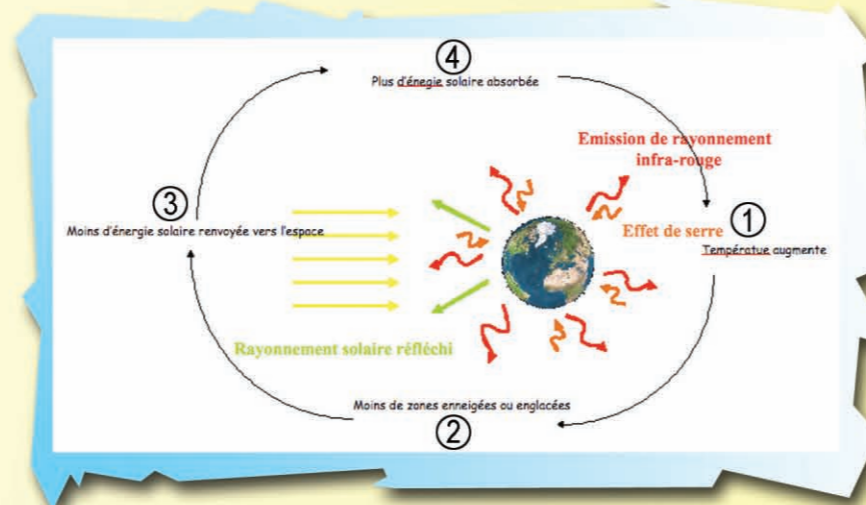 ④
Plus d'énegie solaire absorbée
Emission de rayonnement
infra-rouge
③
Moins d'énergie solaire renvoyée vers l'espace
Effet de serre
①
Températue augmente
Rayonnement solaire réfléchi
Moins de zones enneigées ou englacées
②